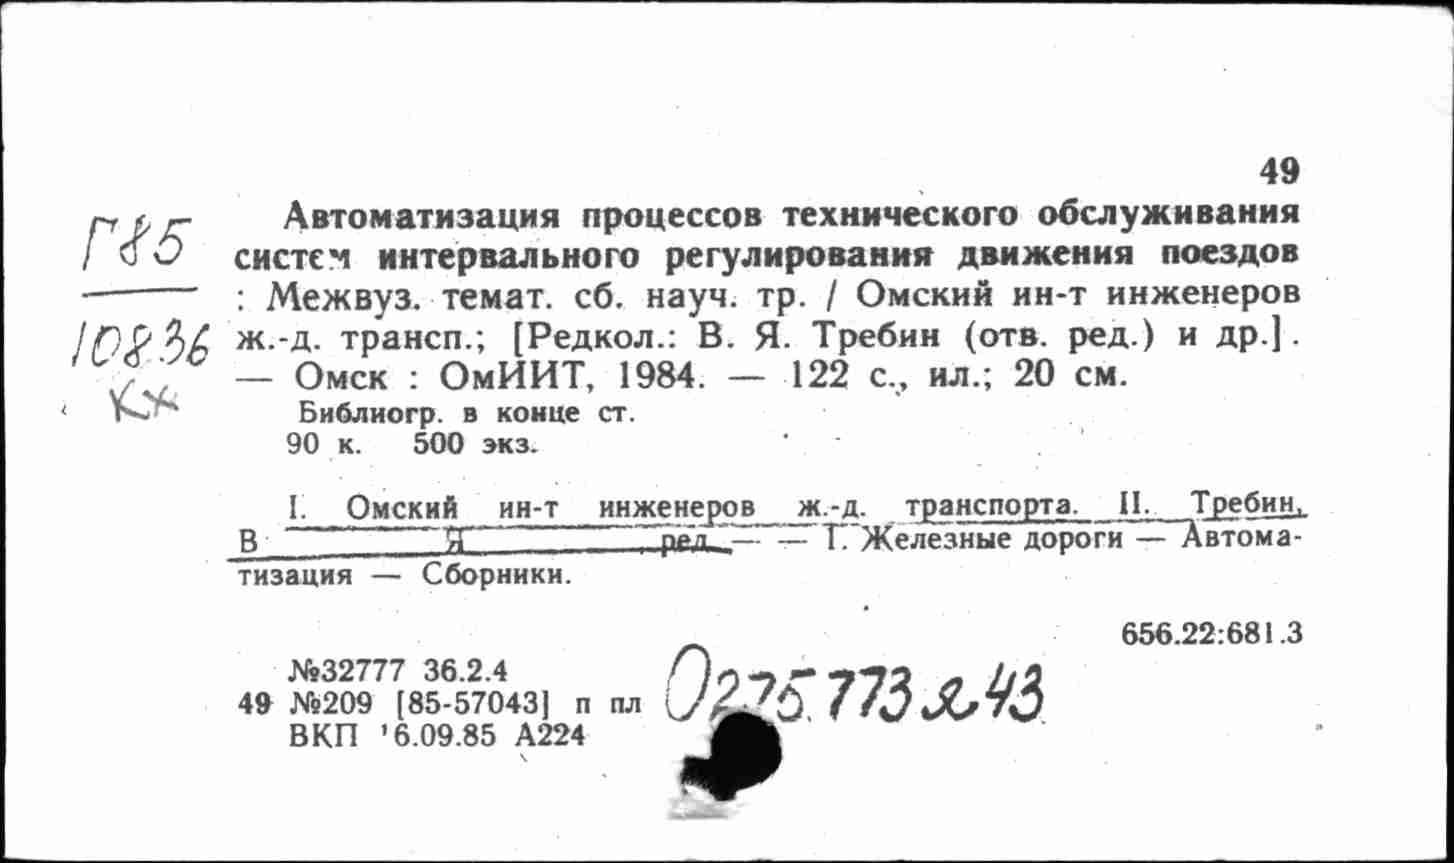 49
Г85
10836
Кх
Автоматизация процессов технического обслуживания
систем интервального регулирования движения поездов
: Межвуз. темат. сб. науч. тр. / Омский ин-т инженеров
ж.-д. трансп.; [Редкол.: В. Я. Требин (отв. ред.) и др.].
— Омск : ОмИИТ, 1984. — 122 с., ил.; 20 см.
Библиогр. в конце ст.
90 к. 500 экз.
I. Омский ин-т инженеров ж.-д. транспорта. II. Требин,
В Я ред. — — 1. Железные дороги — Автома-
тизация — Сборники.
656.22:681.3
№32777 36.2.4
49 №209 [85-57043] п пл
ВКП '6.09.85 А224
О275.773 я.43